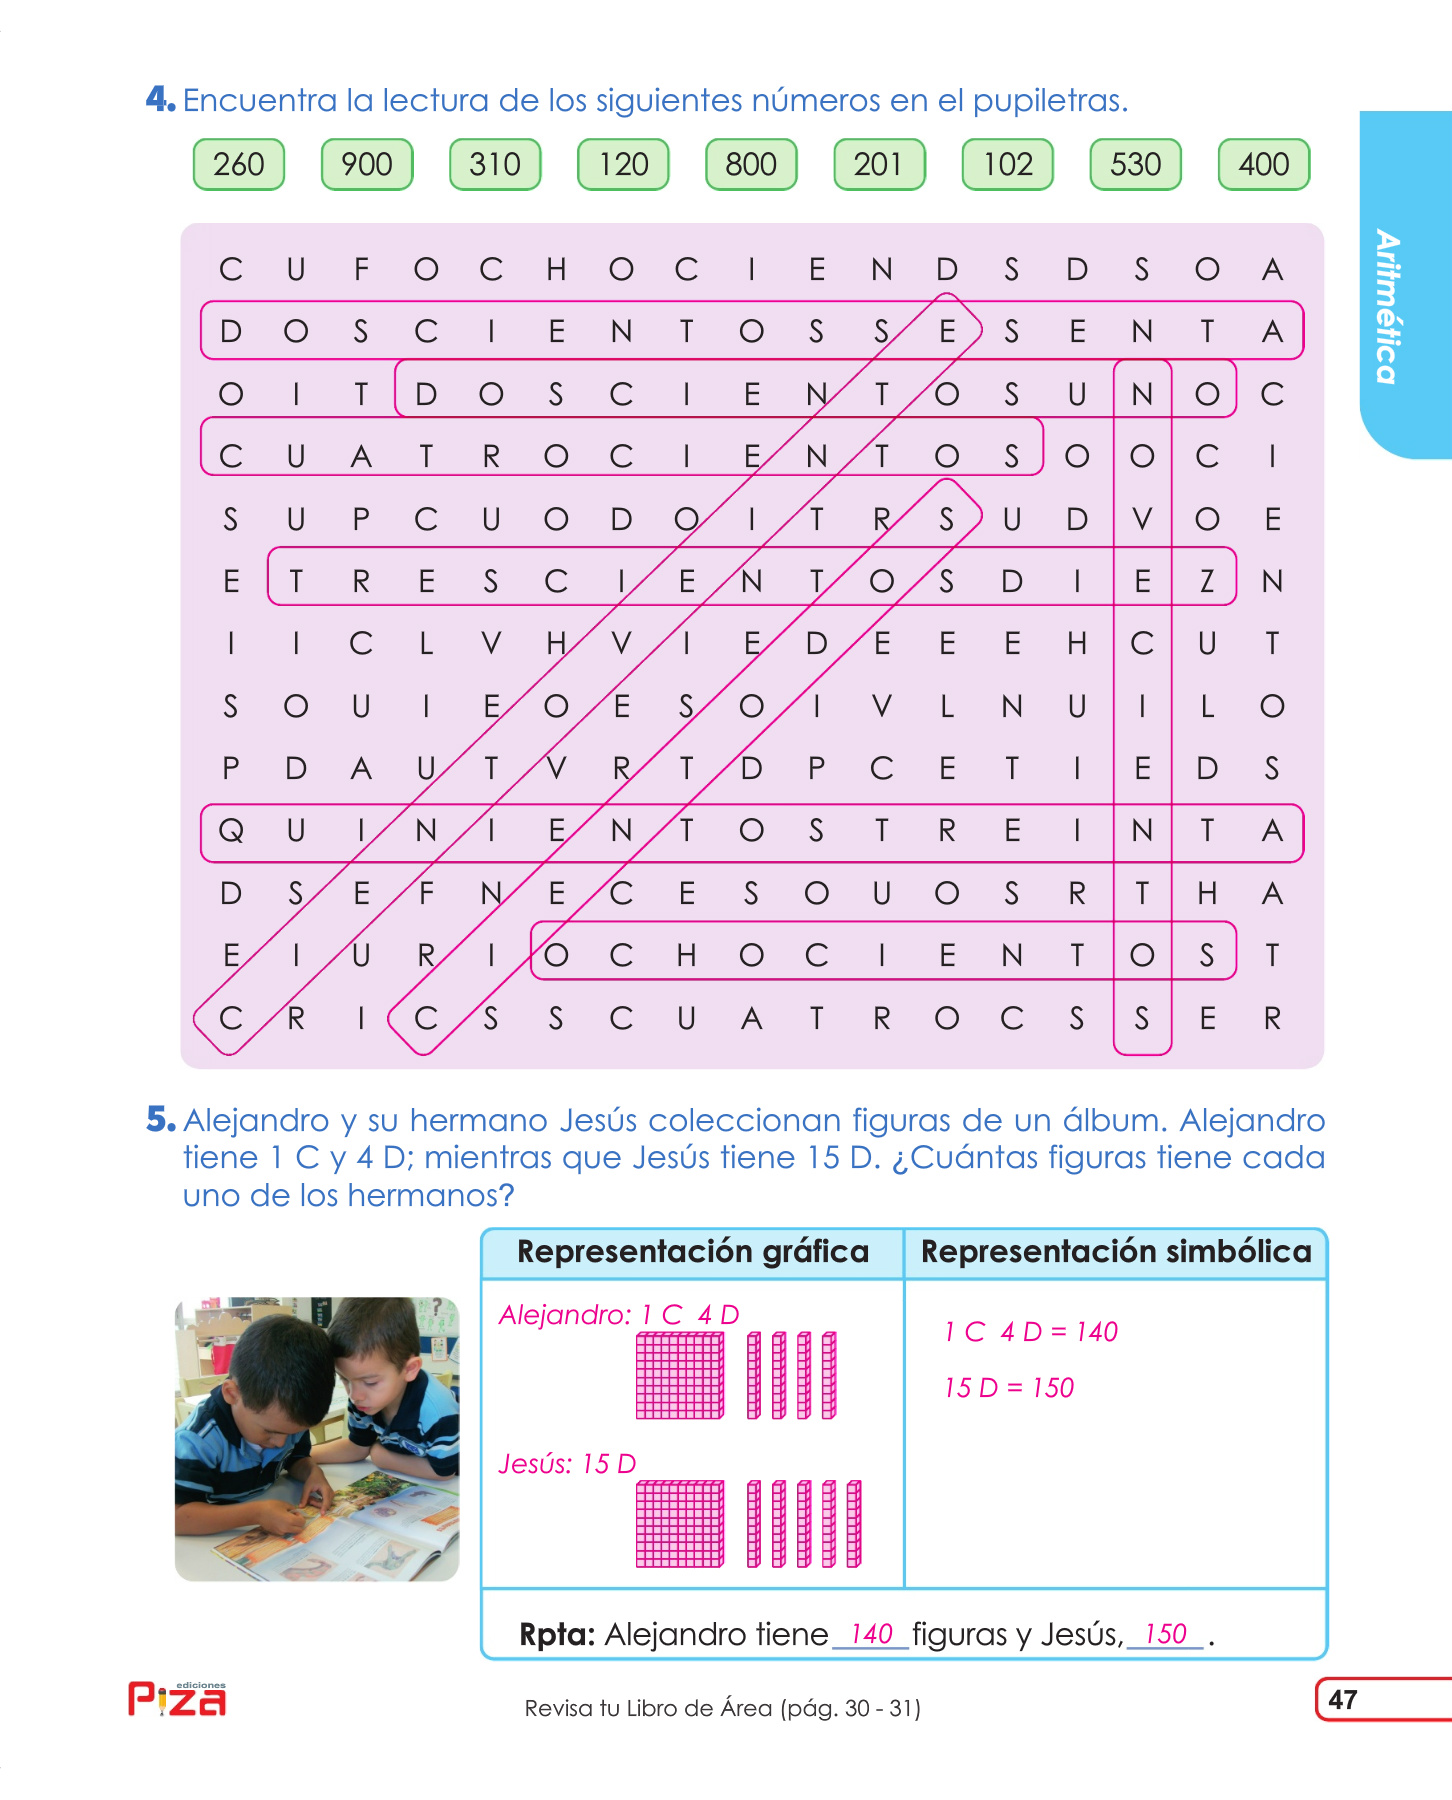 4. Encuentra la lectura de los siguientes números en el pupiletras.
260 900 310 120 800 201 102 530 400
C U F O C H O C I E N D S D S O A
D O S C I E N T O S S E S E N T A
O I T D O S C I E N T O S U N O C
C U A T R O C I E N T O S O O C I
S U P C U O D O I T R S U D V O E
E T R E S C I E N T O S D I E Z N
I I C L V H V I E D E E E H C U T
S O U I E O E S O I V L N U I L O
P D A U T V R T D P C E T I E D S
Q U I N I E N T O S T R E I N T A
D S E F N E C E S O U O S R T H A
E I U R I O C H O C I E N T O S T
C R I C S S C U A T R O C S S E R
Aritmética
5. Alejandro y su hermano Jesús coleccionan figuras de un álbum. Alejandro
tiene 1 C y 4 D; mientras que Jesús tiene 15 D. ¿Cuántas figuras tiene cada
uno de los hermanos?
Representación gráfica Representación simbólica
Alejandro: 1 C 4 D
1 C 4 D = 140
15 D = 150
Jesús: 15 D
Rpta: Alejandro tiene 140 figuras y Jesús, 150.
ediciones
Piza
Revisa tu Libro de Área (pág. 30 - 31)
47